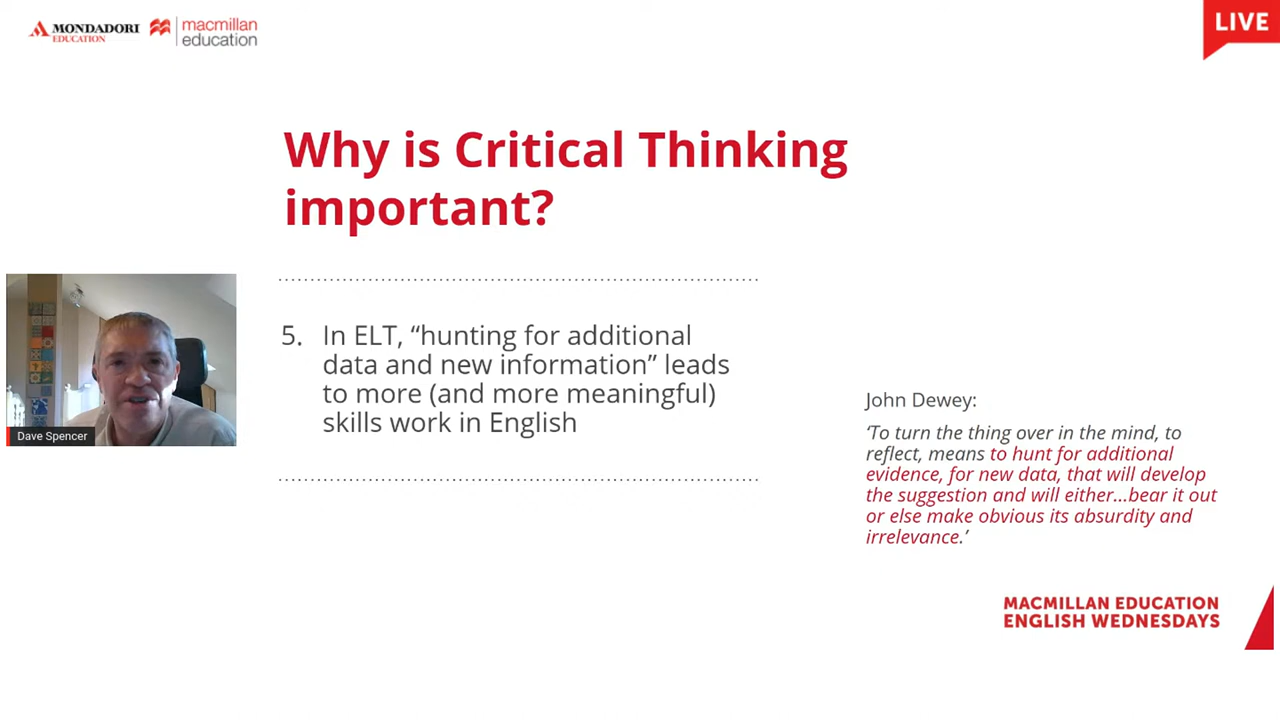 MONDADORI
EDUCATION
macmillan
education
LIVE
Why is Critical Thinking
important?
5. In ELT, “hunting for additional
data and new information” leads
to more (and more meaningful)
skills work in English
Dave Spencer
John Dewey:
‘To turn the thing over in the mind, to
reflect, means to hunt for additional
evidence, for new data, that will develop
the suggestion and will either...bear it out
or else make obvious its absurdity and
irrelevance.’
MACMILLAN EDUCATION
ENGLISH WEDNESDAYS